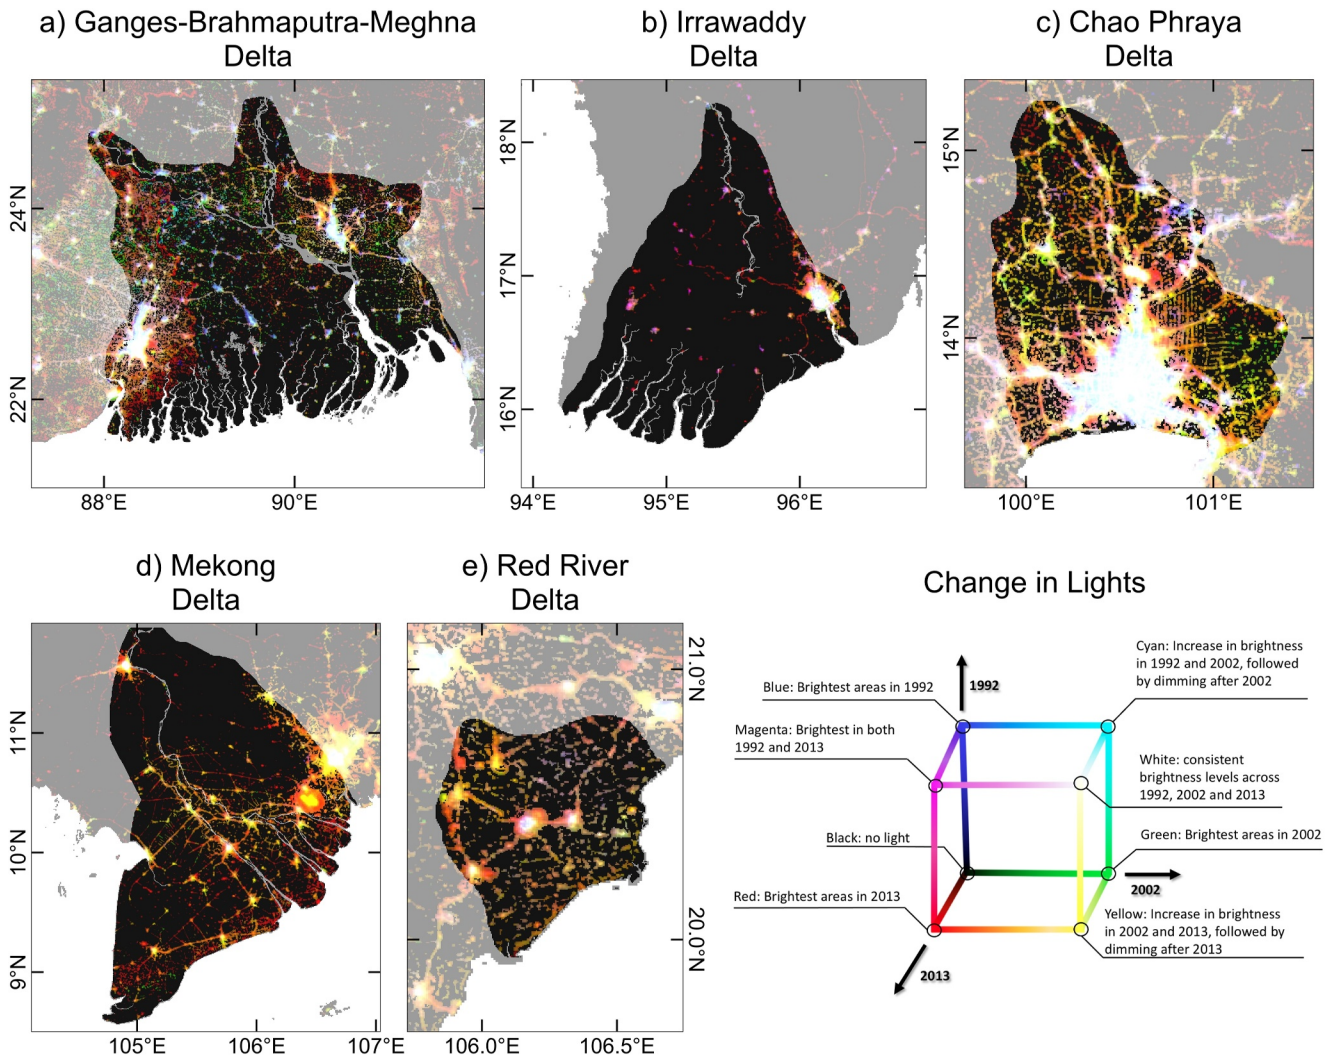 a) Ganges-Brahmaputra-Meghna
Delta
b) Irrawaddy
Delta
c) Chao Phraya
Delta
24°N
22°N
88°E
90°E
18°N
17°N
16°N
94°E
95°E
96°E
15°N
14°N
100°E
101°E
d) Mekong
Delta
e) Red River
Delta
Change in Lights
11°N
10°N
9°N
105°E
106°E
107°E
21.0°N
20.0°N
106.0°E
106.5°E
Cyan: Increase in brightness
in 1992 and 2002, followed
by dimming after 2002
Blue: Brightest areas in 1992
1992
Magenta: Brightest in both
1992 and 2013
White: consistent
brightness levels across
1992, 2002 and 2013
Black: no light
Green: Brightest areas in 2002
2002
Red: Brightest areas in 2013
Yellow: Increase in brightness
in 2002 and 2013, followed by
dimming after 2013
2013